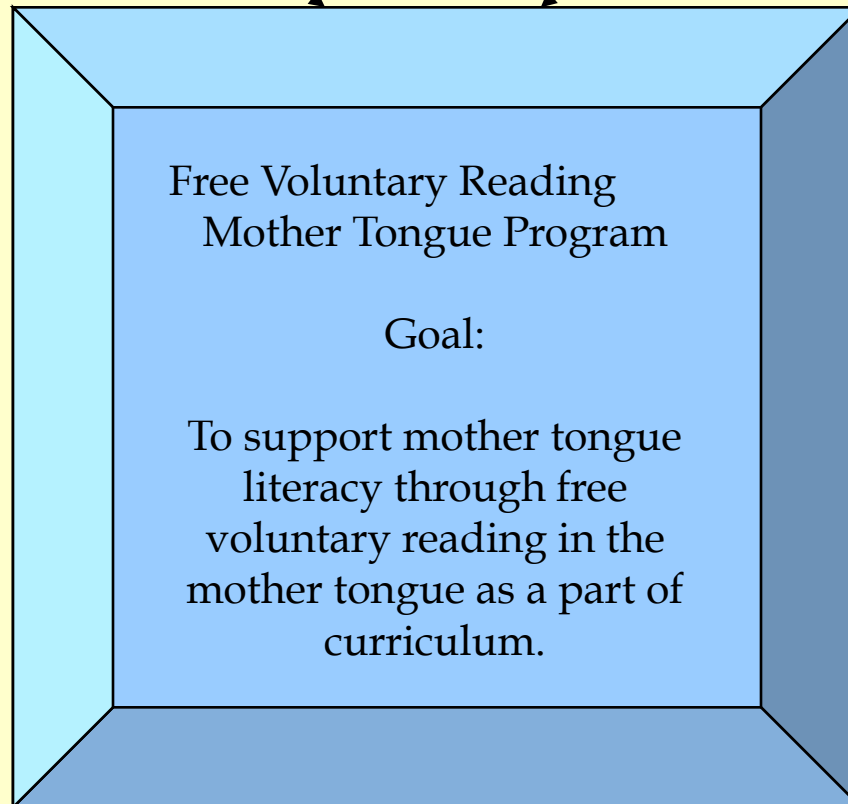 Free Voluntary Reading
Mother Tongue Program
Goal:
To support mother tongue
literacy through free
voluntary reading in the
mother tongue as a part of
curriculum.